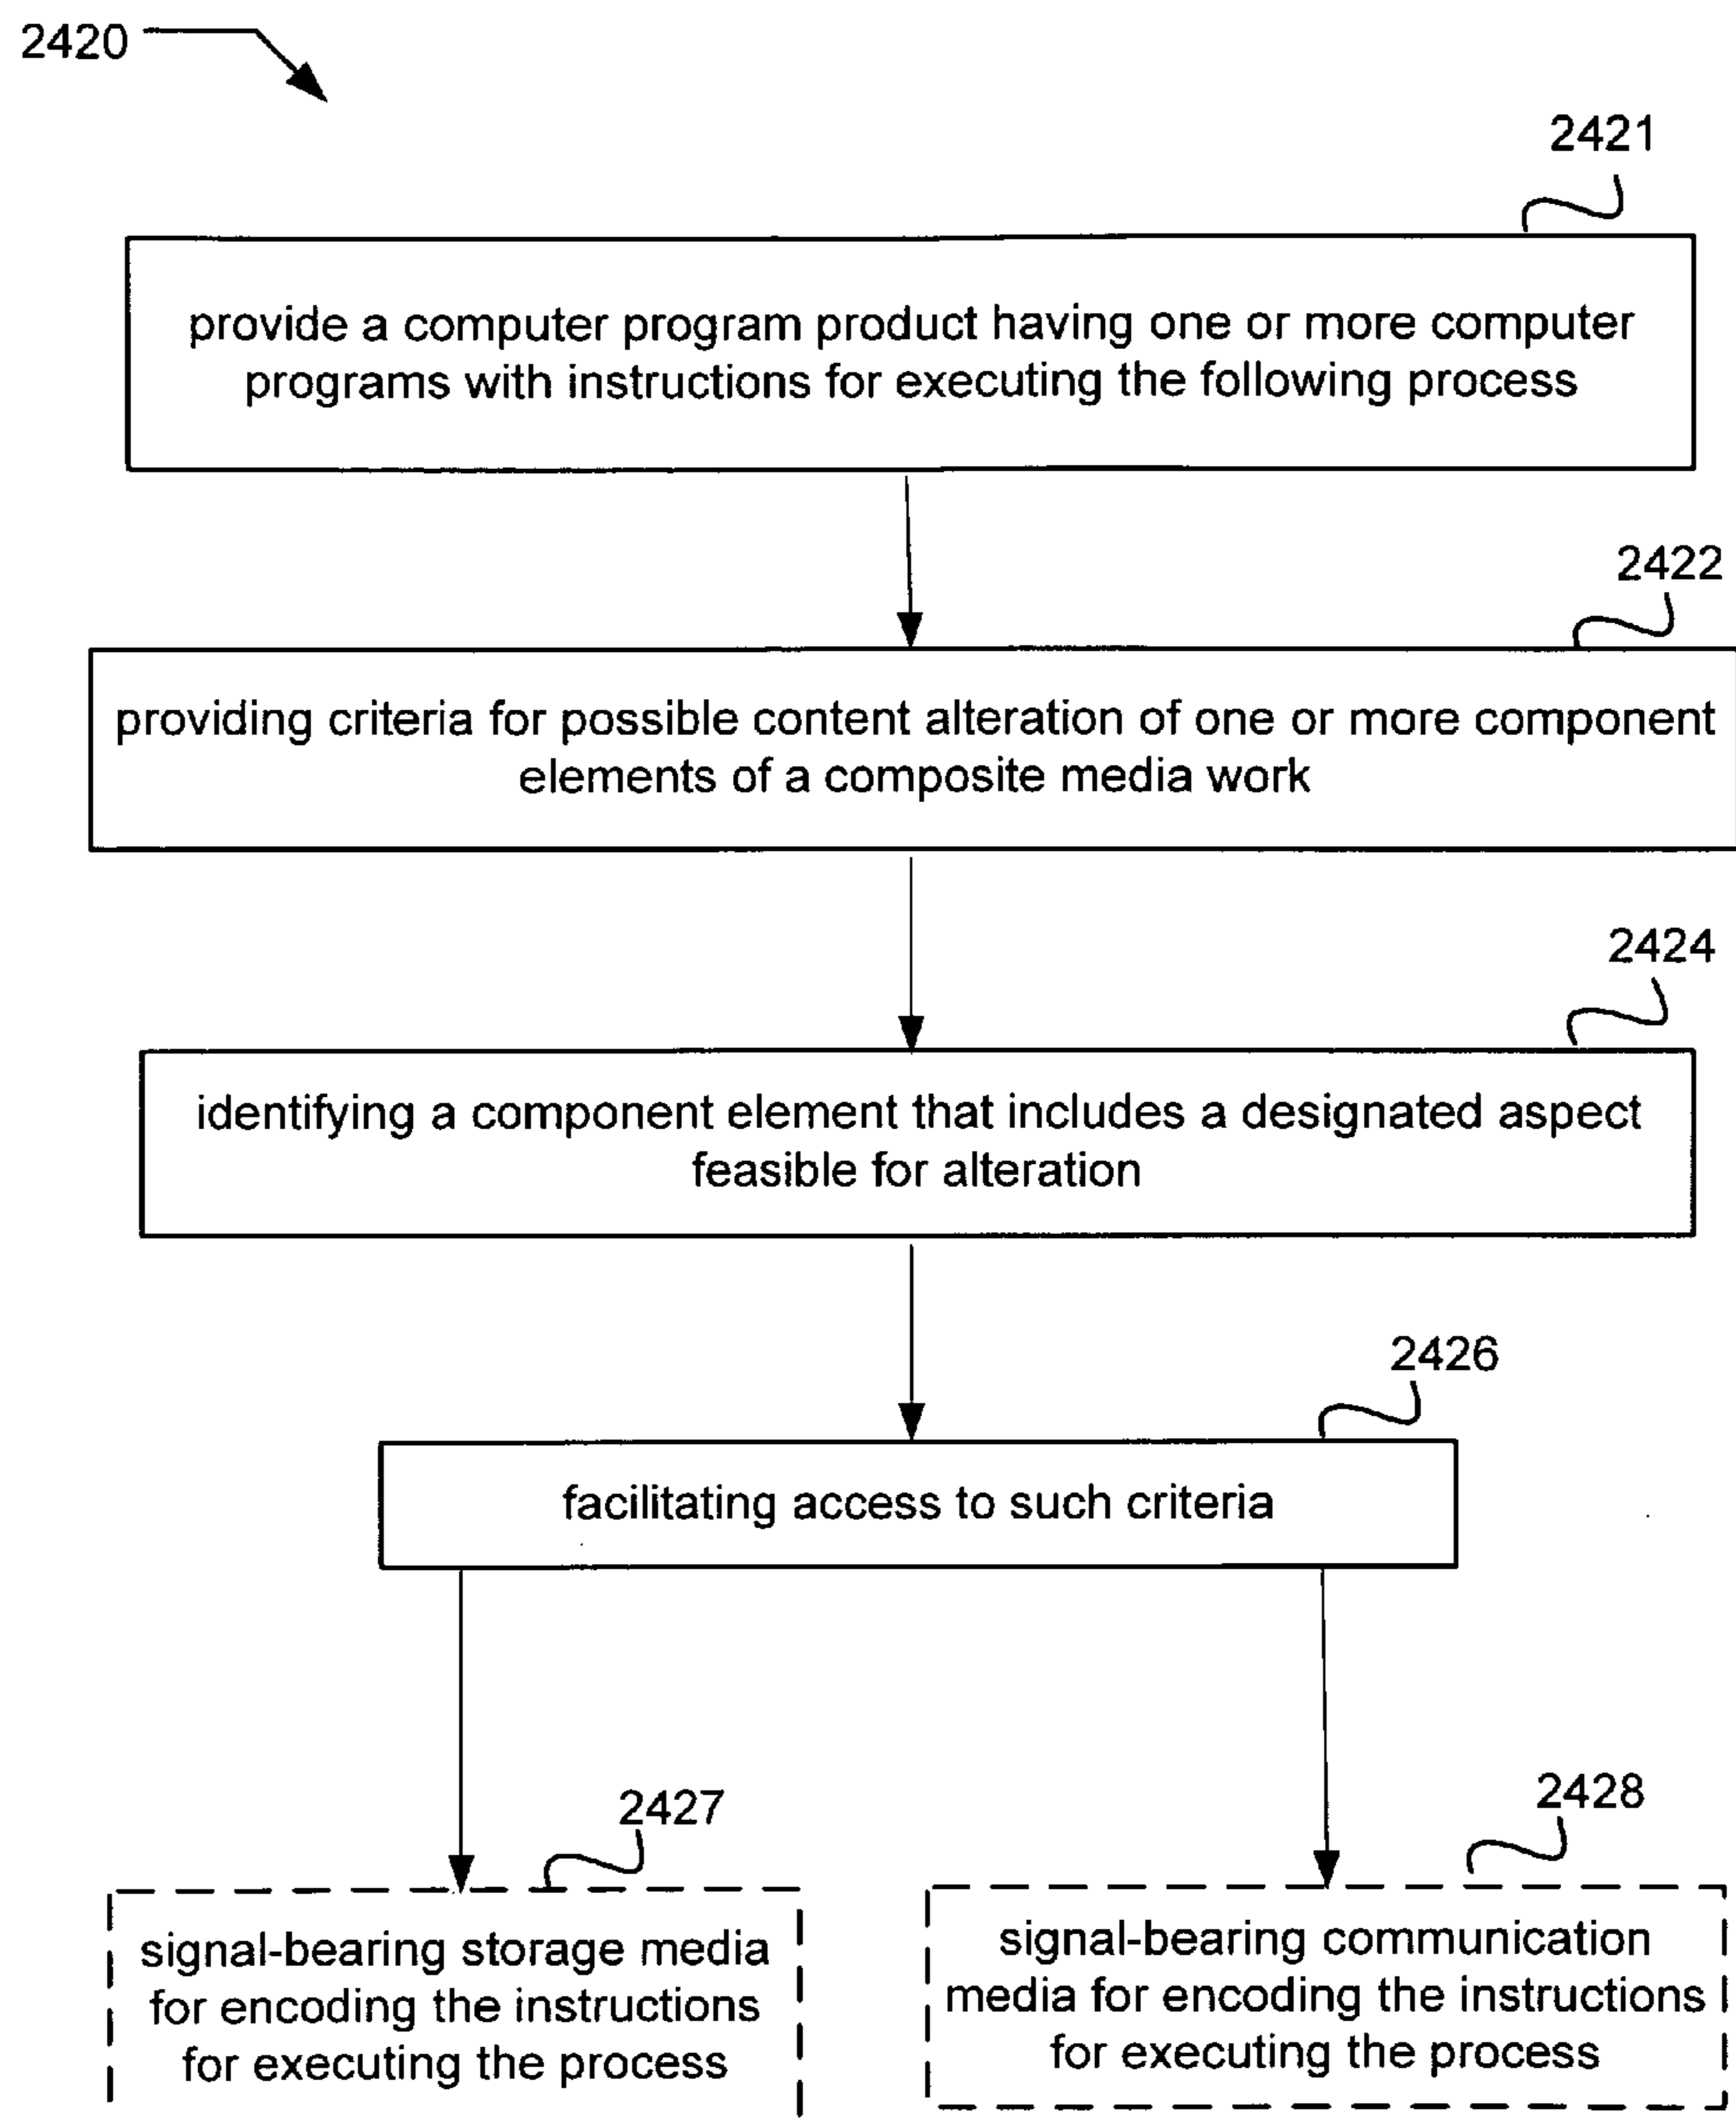 2420
2421
provide a computer program product having one or more computer
programs with instructions for executing the following process
2422
providing criteria for possible content alteration of one or more component
elements of a composite media work
2424
identifying a component element that includes a designated aspect
feasible for alteration
2426
facilitating access to such criteria
2427
signal-bearing storage media
for encoding the instructions
for executing the process
2428
signal-bearing communication
media for encoding the instructions
for executing the process